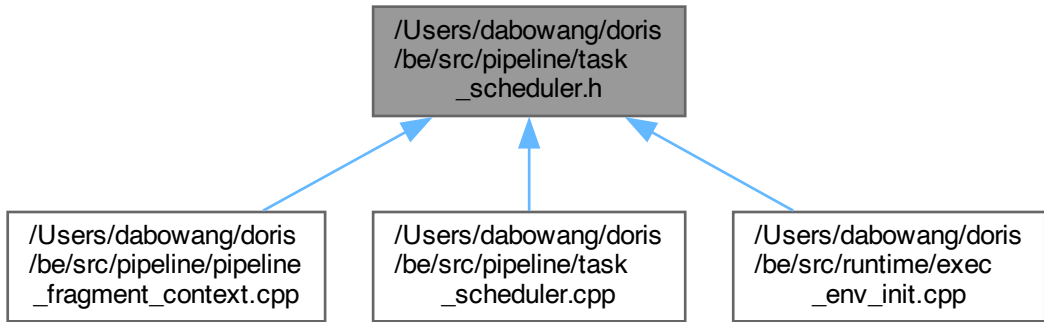 /Users/dabowang/doris
/be/src/pipeline/task
_scheduler.h
/Users/dabowang/doris
/be/src/pipeline/pipeline
_fragment_context.cpp
/Users/dabowang/doris
/be/src/pipeline/task
_scheduler.cpp
/Users/dabowang/doris
/be/src/runtime/exec
_env_init.cpp